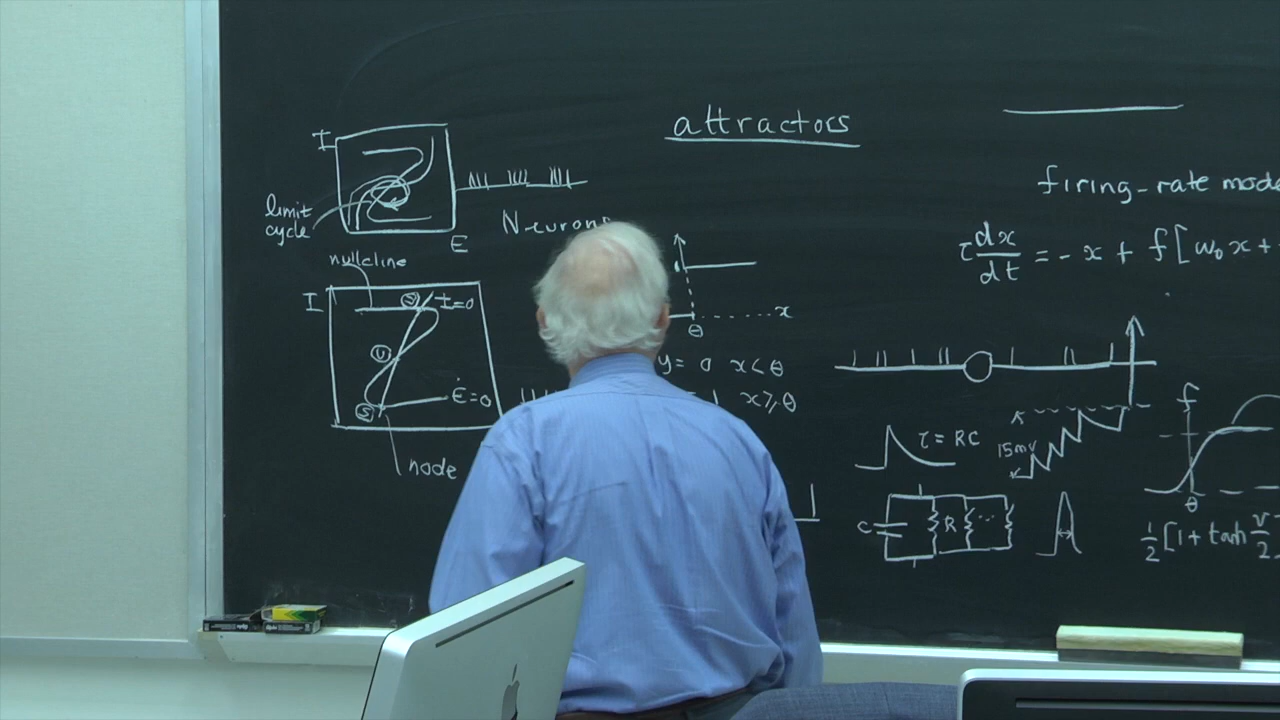 attractors
I
limit
cycle
E
Neurons
nullcline
I
S
İ=0
U
Ė=0
S
node
x
θ
y= 0 x<θ
1 x≥θ
firing-rate mode
τ dx/dt = -x + f[w₀x+
τ = RC
15mv
C
R
...
f
θ
½[1+tanh